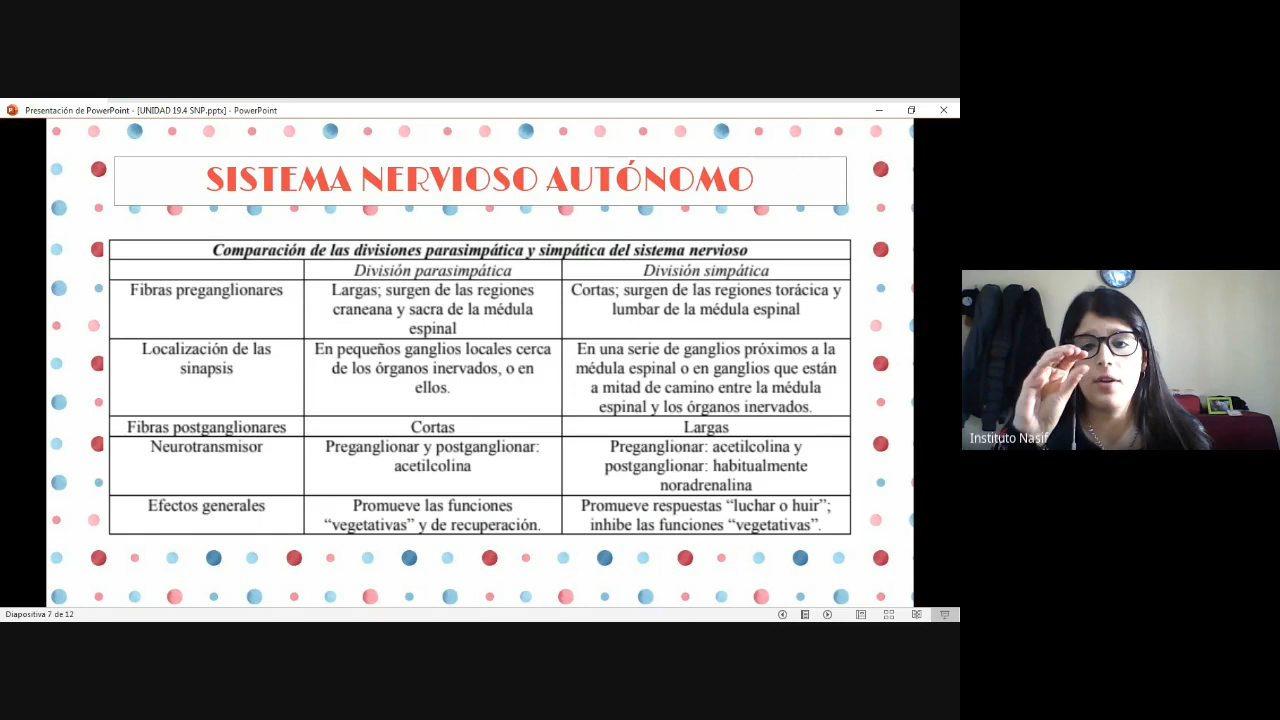 Presentación de PowerPoint - [UNIDAD 19.4 SNP.pptx] - PowerPoint
SISTEMA NERVIOSO AUTÓNOMO
Comparación de las divisiones parasimpática y simpática del sistema nervioso
División parasimpática
División simpática
Fibras preganglionares
Largas; surgen de las regiones
craneana y sacra de la médula
espinal
Cortas; surgen de las regiones torácica y
lumbar de la médula espinal
Localización de las
sinapsis
En pequeños ganglios locales cerca
de los órganos inervados, o en
ellos.
En una serie de ganglios próximos a la
médula espinal o en ganglios que están
a mitad de camino entre la médula
espinal y los órganos inervados.
Fibras postganglionares
Cortas
Largas
Neurotransmisor
Preganglionar y postganglionar:
acetilcolina
Preganglionar: acetilcolina y
postganglionar: habitualmente
noradrenalina
Efectos generales
Promueve las funciones
“vegetativas” y de recuperación.
Promueve respuestas “luchar o huir”;
inhibe las funciones “vegetativas”.
Diapositiva 7 de 12
Instituto Nasif